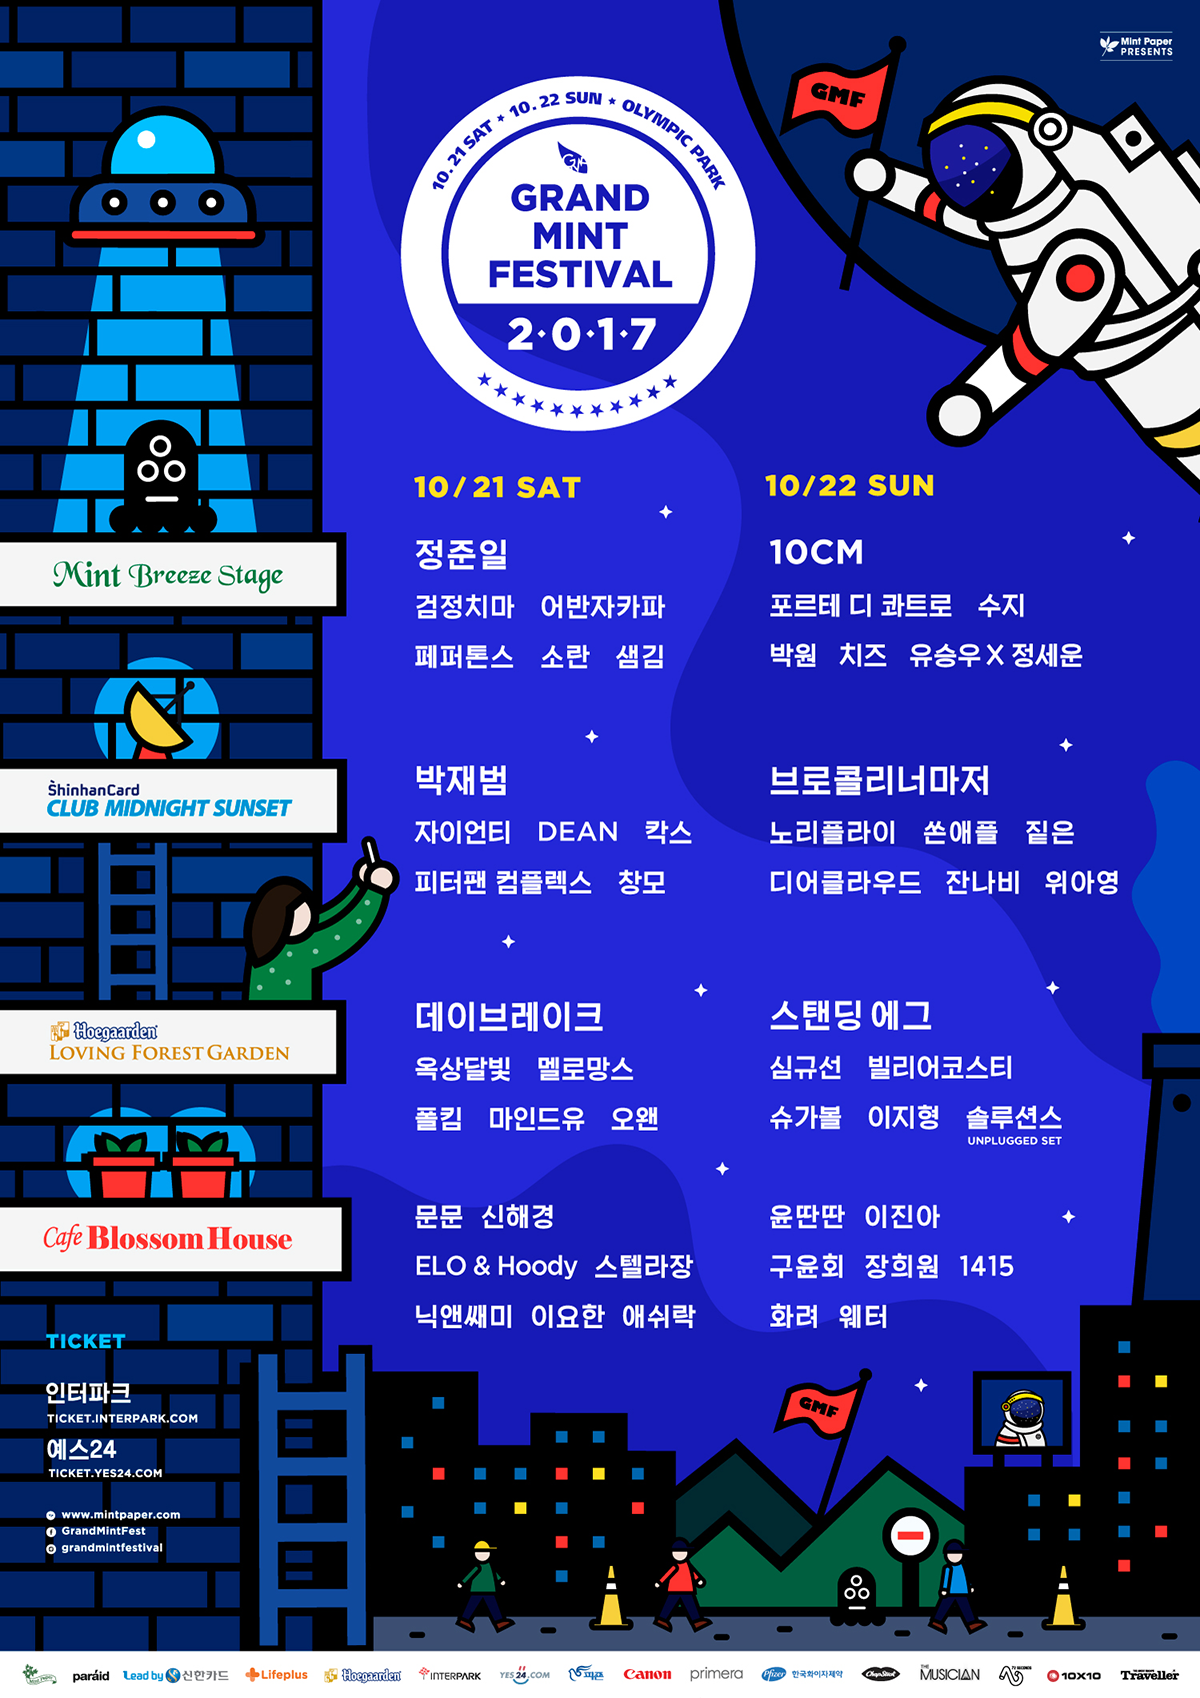 Mint Paper
PRESENTS
GMF
10.21 SAT ★ 10.22 SUN ★ OLYMPIC PARK
GRAND
MINT
FESTIVAL
2·0·1·7
10/21 SAT
10/22 SUN
Mint Breeze Stage
정준일
검정치마 어반자카파
페퍼톤스 소란 샘김
10CM
포르테 디 콰트로 수지
박원 치즈 유승우 X 정세운
ShinhanCard
CLUB MIDNIGHT SUNSET
박재범
자이언티 DEAN 칵스
피터팬 컴플렉스 창모
브로콜리너마저
노리플라이 쏜애플 짙은
디어클라우드 잔나비 위아영
Hoegaarden
LOVING FOREST GARDEN
데이브레이크
옥상달빛 멜로망스
폴킴 마인드유 오왠
스탠딩 에그
심규선 빌리어코스티
슈가볼 이지형 솔루션스
UNPLUGGED SET
Cafe Blossom House
문문 신해경
ELO & Hoody 스텔라장
닉앤쌔미 이요한 애쉬락
윤딴딴 이진아
구윤회 장희원 1415
화려 웨터
TICKET
인터파크
TICKET.INTERPARK.COM
예스24
TICKET.YES24.COM
www.mintpaper.com
GrandMintFest
grandmintfestival
GMF
paráid Lead by 신한카드 Lifeplus Hoegaarden INTERPARK YES24.COM Canon primera Pfizer 한국화이자제약 THE MUSICIAN 10X10 Traveller